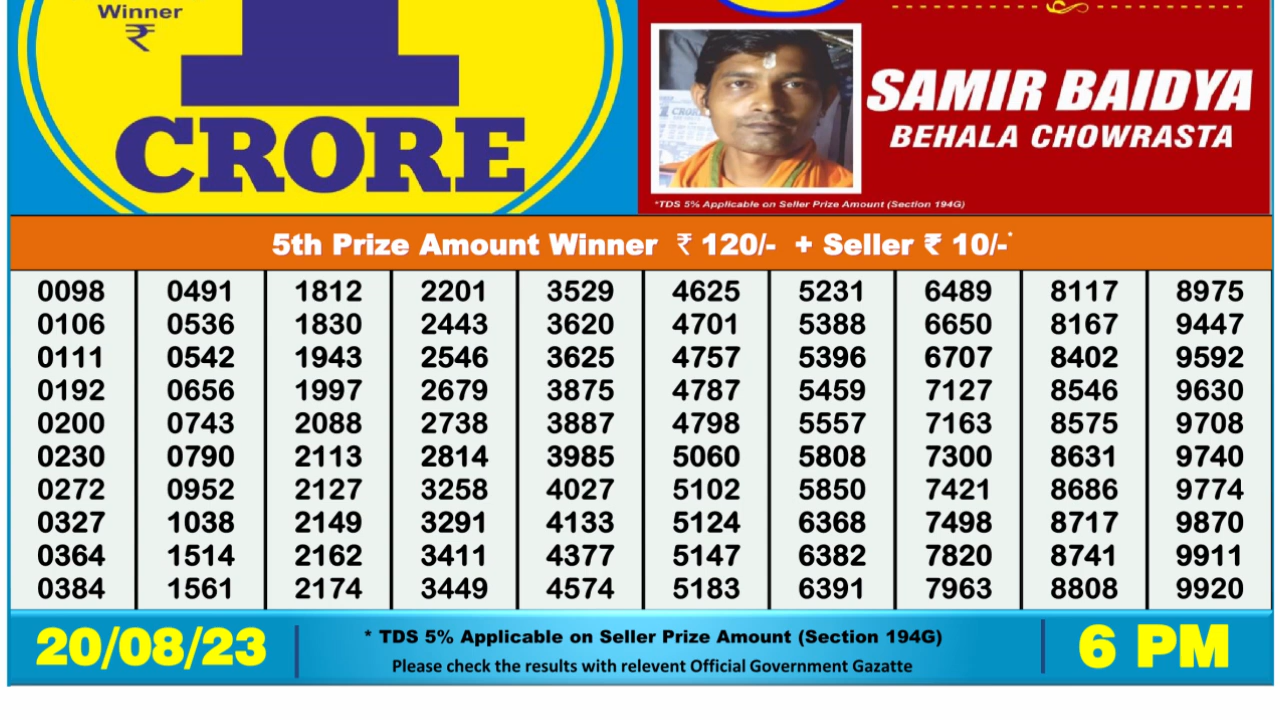 Winner
₹
1
CRORE
SAMIR BAIDYA
BEHALA CHOWRASTA
*TDS 5% Applicable on Seller Prize Amount (Section 194G)
5th Prize Amount Winner ₹ 120/- + Seller ₹ 10/-*
0098 0491 1812 2201 3529 4625 5231 6489 8117 8975
0106 0536 1830 2443 3620 4701 5388 6650 8167 9447
0111 0542 1943 2546 3625 4757 5396 6707 8402 9592
0192 0656 1997 2679 3875 4787 5459 7127 8546 9630
0200 0743 2088 2738 3887 4798 5557 7163 8575 9708
0230 0790 2113 2814 3985 5060 5808 7300 8631 9740
0272 0952 2127 3258 4027 5102 5850 7421 8686 9774
0327 1038 2149 3291 4133 5124 6368 7498 8717 9870
0364 1514 2162 3411 4377 5147 6382 7820 8741 9911
0384 1561 2174 3449 4574 5183 6391 7963 8808 9920
20/08/23
* TDS 5% Applicable on Seller Prize Amount (Section 194G)
Please check the results with relevent Official Government Gazatte
6 PM